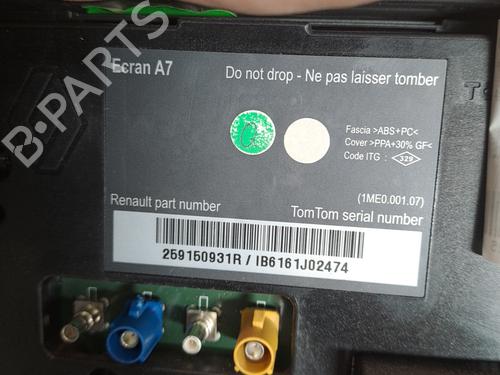 B-PARTS
Ecran A7
Do not drop - Ne pas laisser tomber
Fascia >ABS+PC<
Cover >PPA+30% GF<
Code ITG : 329
(1ME0.001.07)
Renault part number
TomTom serial number
259150931R / IB6161J02474